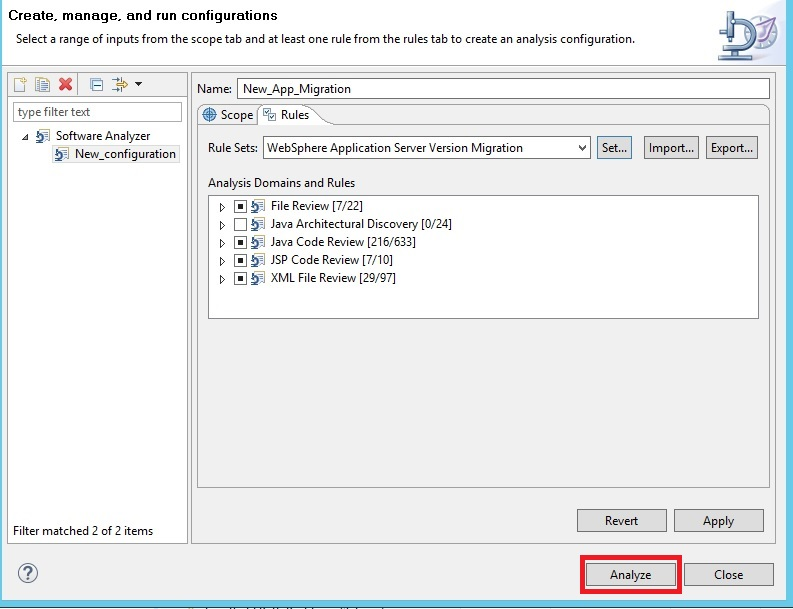 Create, manage, and run configurations
Select a range of inputs from the scope tab and at least one rule from the rules tab to create an analysis configuration.
type filter text
Software Analyzer
New_configuration
Filter matched 2 of 2 items
Name: New_App_Migration
Scope Rules
Rule Sets: WebSphere Application Server Version Migration Set... Import... Export...
Analysis Domains and Rules
File Review [7/22]
Java Architectural Discovery [0/24]
Java Code Review [216/633]
JSP Code Review [7/10]
XML File Review [29/97]
Revert Apply
? Analyze Close